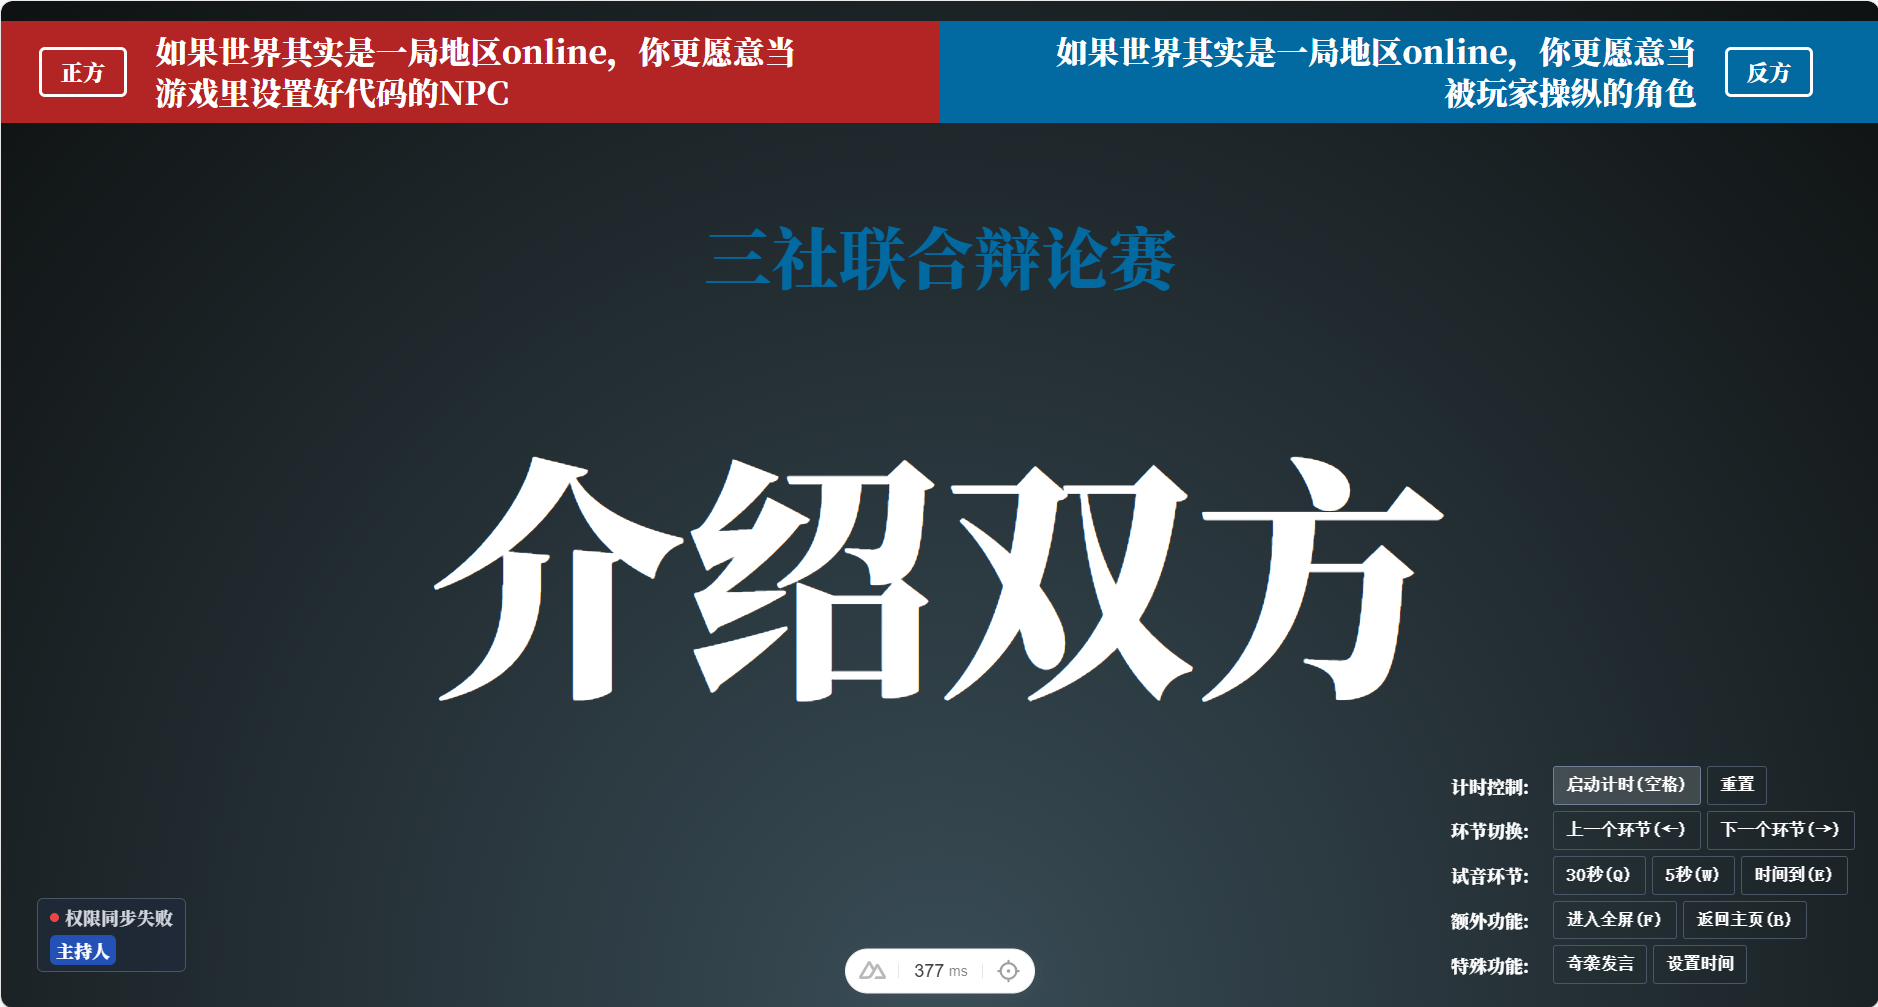 正方
如果世界其实是一局地区online，你更愿意当
游戏里设置好代码的NPC
如果世界其实是一局地区online，你更愿意当
被玩家操纵的角色
反方
三社联合辩论赛
介绍双方
计时控制: 启动计时(空格) 重置
环节切换: 上一个环节(←) 下一个环节(→)
试音环节: 30秒(Q) 5秒(W) 时间到(E)
额外功能: 进入全屏(F) 返回主页(B)
特殊功能: 奇袭发言 设置时间
权限同步失败
主持人
377 ms